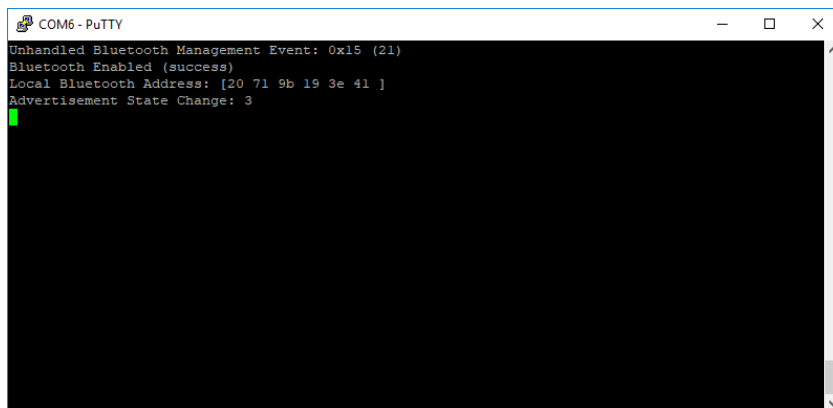 COM6 - PuTTY
Unhandled Bluetooth Management Event: 0x15 (21)
Bluetooth Enabled (success)
Local Bluetooth Address: [20 71 9b 19 3e 41 ]
Advertisement State Change: 3